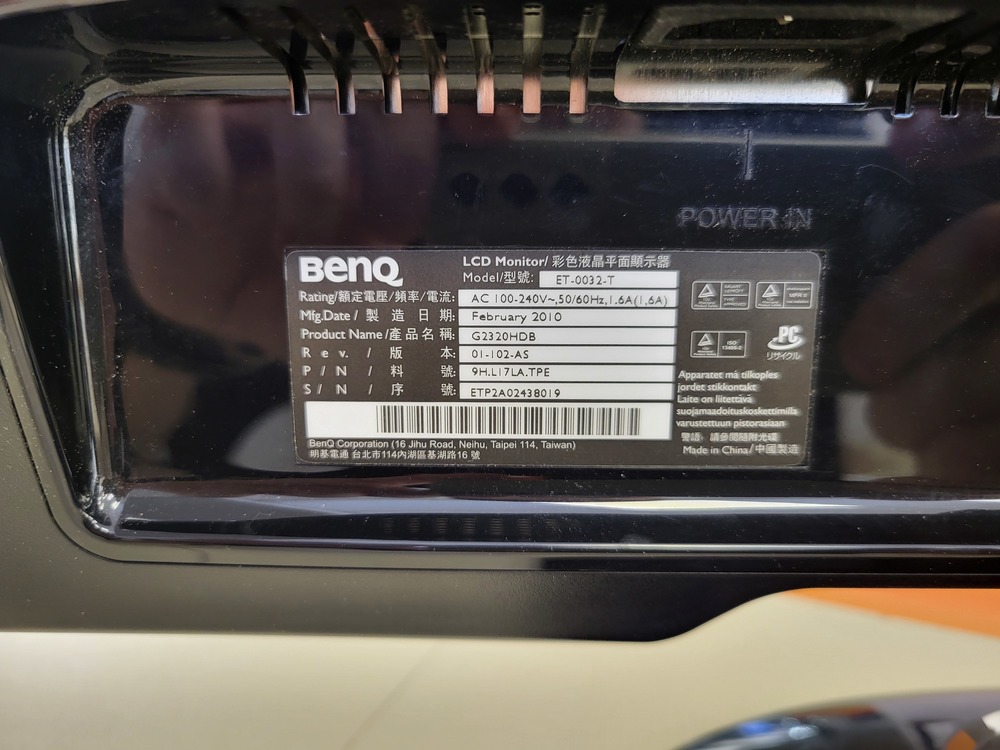 POWER IN
BenQ
LCD Monitor/ 彩色液晶平面顯示器
Model/型號: ET-0032-T
Rating/額定電壓/頻率/電流: AC 100-240V~,50/60Hz,1.6A(1,6A)
Mfg.Date / 製 造 日 期: February 2010
Product Name/產 品 名 稱: G2320HDB
R e v. / 版 本: 01-102-AS
P / N / 料 號: 9H.L17LA.TPE
S / N / 序 號: ETP2A02438019
BenQ Corporation (16 Jihu Road, Neihu, Taipei 114, Taiwan)
明基電通 台北市114內湖區基湖路16 號
ISO
PC
リサイクル
Apparatet må tilkoples
jordet stikkontakt
Laite on liitettävä
suojamaadoituskoskettimilla
varustettuun pistorasiaan
警語: 請參閱隨附光碟
Made in China/中國製造